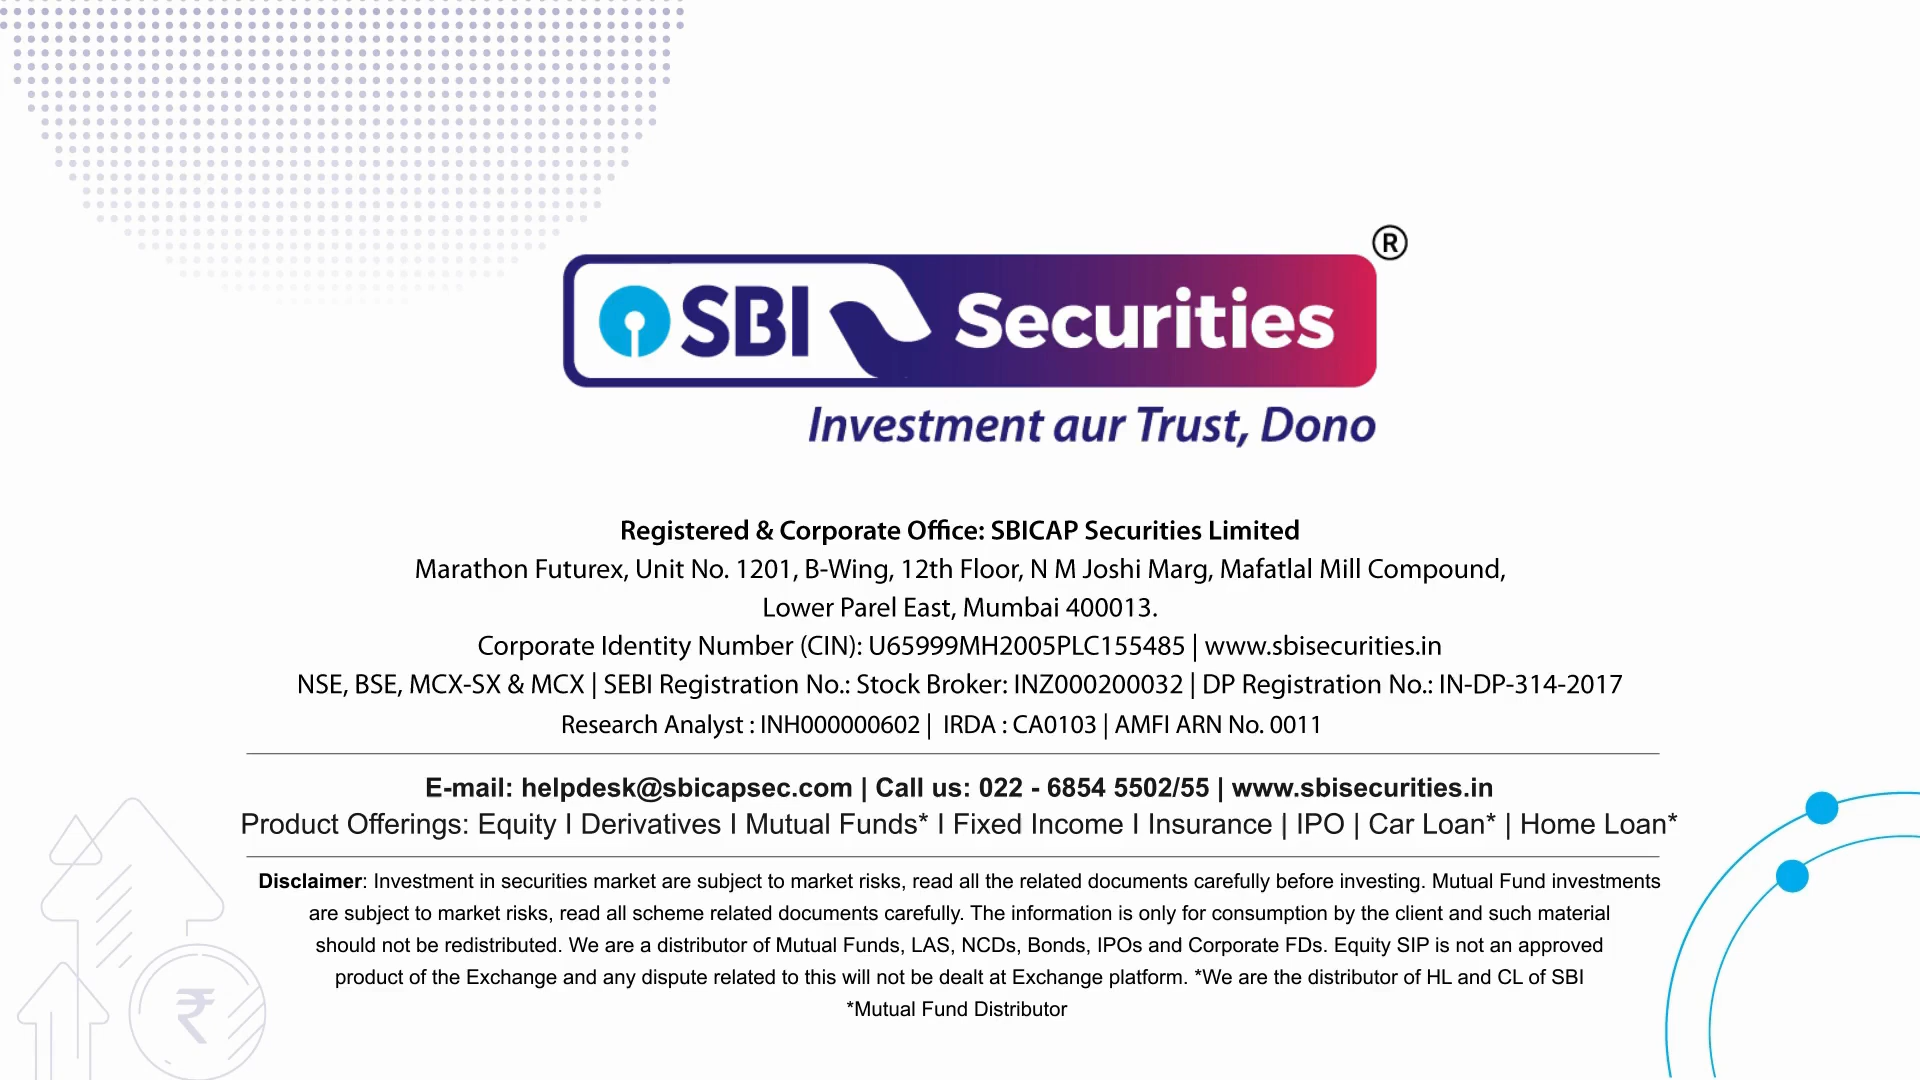 SBI Securities ®
Investment aur Trust, Dono
Registered & Corporate Office: SBICAP Securities Limited
Marathon Futurex, Unit No. 1201, B-Wing, 12th Floor, N M Joshi Marg, Mafatlal Mill Compound,
Lower Parel East, Mumbai 400013.
Corporate Identity Number (CIN): U65999MH2005PLC155485 | www.sbisecurities.in
NSE, BSE, MCX-SX & MCX | SEBI Registration No.: Stock Broker: INZ000200032 | DP Registration No.: IN-DP-314-2017
Research Analyst : INH000000602 | IRDA : CA0103 | AMFI ARN No. 0011
E-mail: helpdesk@sbicapsec.com | Call us: 022 - 6854 5502/55 | www.sbisecurities.in
Product Offerings: Equity I Derivatives I Mutual Funds* I Fixed Income I Insurance | IPO | Car Loan* | Home Loan*
Disclaimer: Investment in securities market are subject to market risks, read all the related documents carefully before investing. Mutual Fund investments
are subject to market risks, read all scheme related documents carefully. The information is only for consumption by the client and such material
should not be redistributed. We are a distributor of Mutual Funds, LAS, NCDs, Bonds, IPOs and Corporate FDs. Equity SIP is not an approved
product of the Exchange and any dispute related to this will not be dealt at Exchange platform. *We are the distributor of HL and CL of SBI
*Mutual Fund Distributor
₹